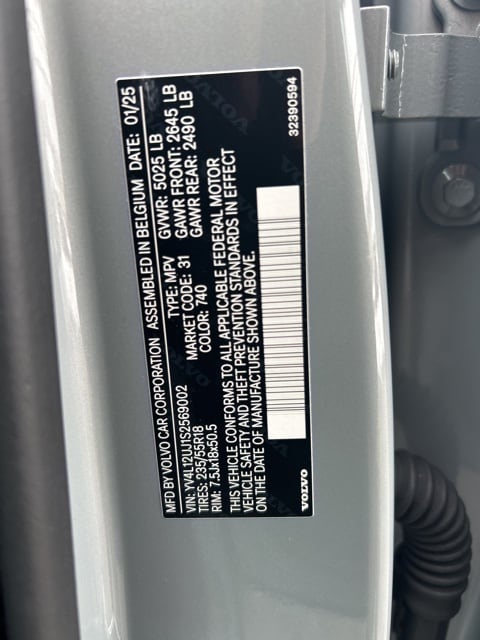 MFD BY VOLVO CAR CORPORATION ASSEMBLED IN BELGIUM DATE: 01/25
VIN: YV4L12UJ1S2569002 TYPE: MPV GVWR: 5025 LB
TIRES: 235/55R18 MARKET CODE: 31 GAWR FRONT: 2645 LB
RIM: 7.5Jx18x50.5 COLOR: 740 GAWR REAR: 2490 LB
THIS VEHICLE CONFORMS TO ALL APPLICABLE FEDERAL MOTOR
VEHICLE SAFETY AND THEFT PREVENTION STANDARDS IN EFFECT
ON THE DATE OF MANUFACTURE SHOWN ABOVE.
VOLVO 32390594